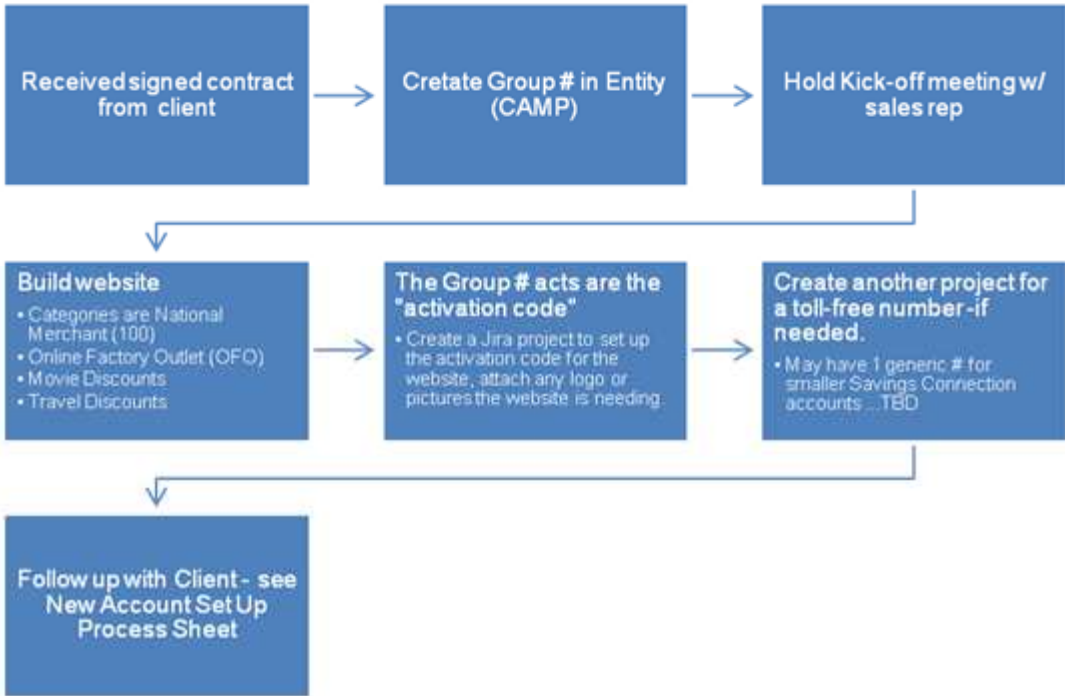 Received signed contract
from client
Cretate Group # in Entity
(CAMP)
Hold Kick-off meeting w/
sales rep
Build website
• Categories are National
Merchant (100)
• Online Factory Outlet (OFO)
• Movie Discounts
• Travel Discounts
The Group # acts are the
"activation code"
• Create a Jira project to set up
the activation code for the
website, attach any logo or
pictures the website is needing.
Create another project for
a toll-free number-if
needed.
• May have 1 generic # for
smaller Savings Connection
accounts ...TBD
Follow up with Client - see
New Account Set Up
Process Sheet